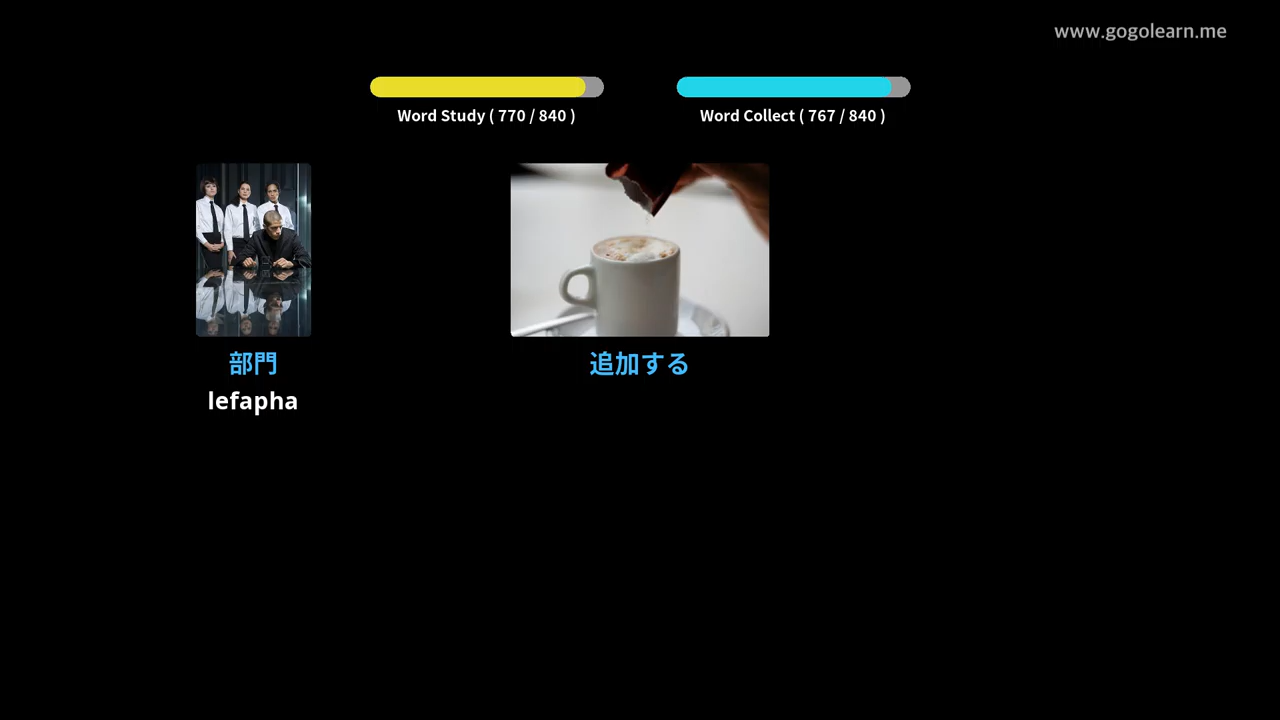 www.gogolearn.me
Word Study ( 770 / 840 )
Word Collect ( 767 / 840 )
部門
追加する
lefapha